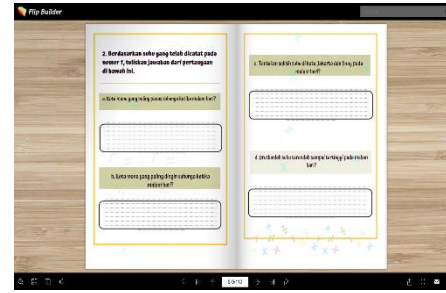 Flip Builder
2. Berdasarkan suhu yang telah dicatat pada
nomor 1, tuliskan jawaban dari pertanyaan
di bawah ini.
a. Kota mana yang paling panas suhunya ketika malam hari?
b. Kota mana yang paling dingin suhunya ketika
malam hari?
c. Tentukan selisih suhu di kota Jakarta dan pada
malam hari?
d. Urutkanlah suhu terendah sampai tertinggi pada malam
hari?